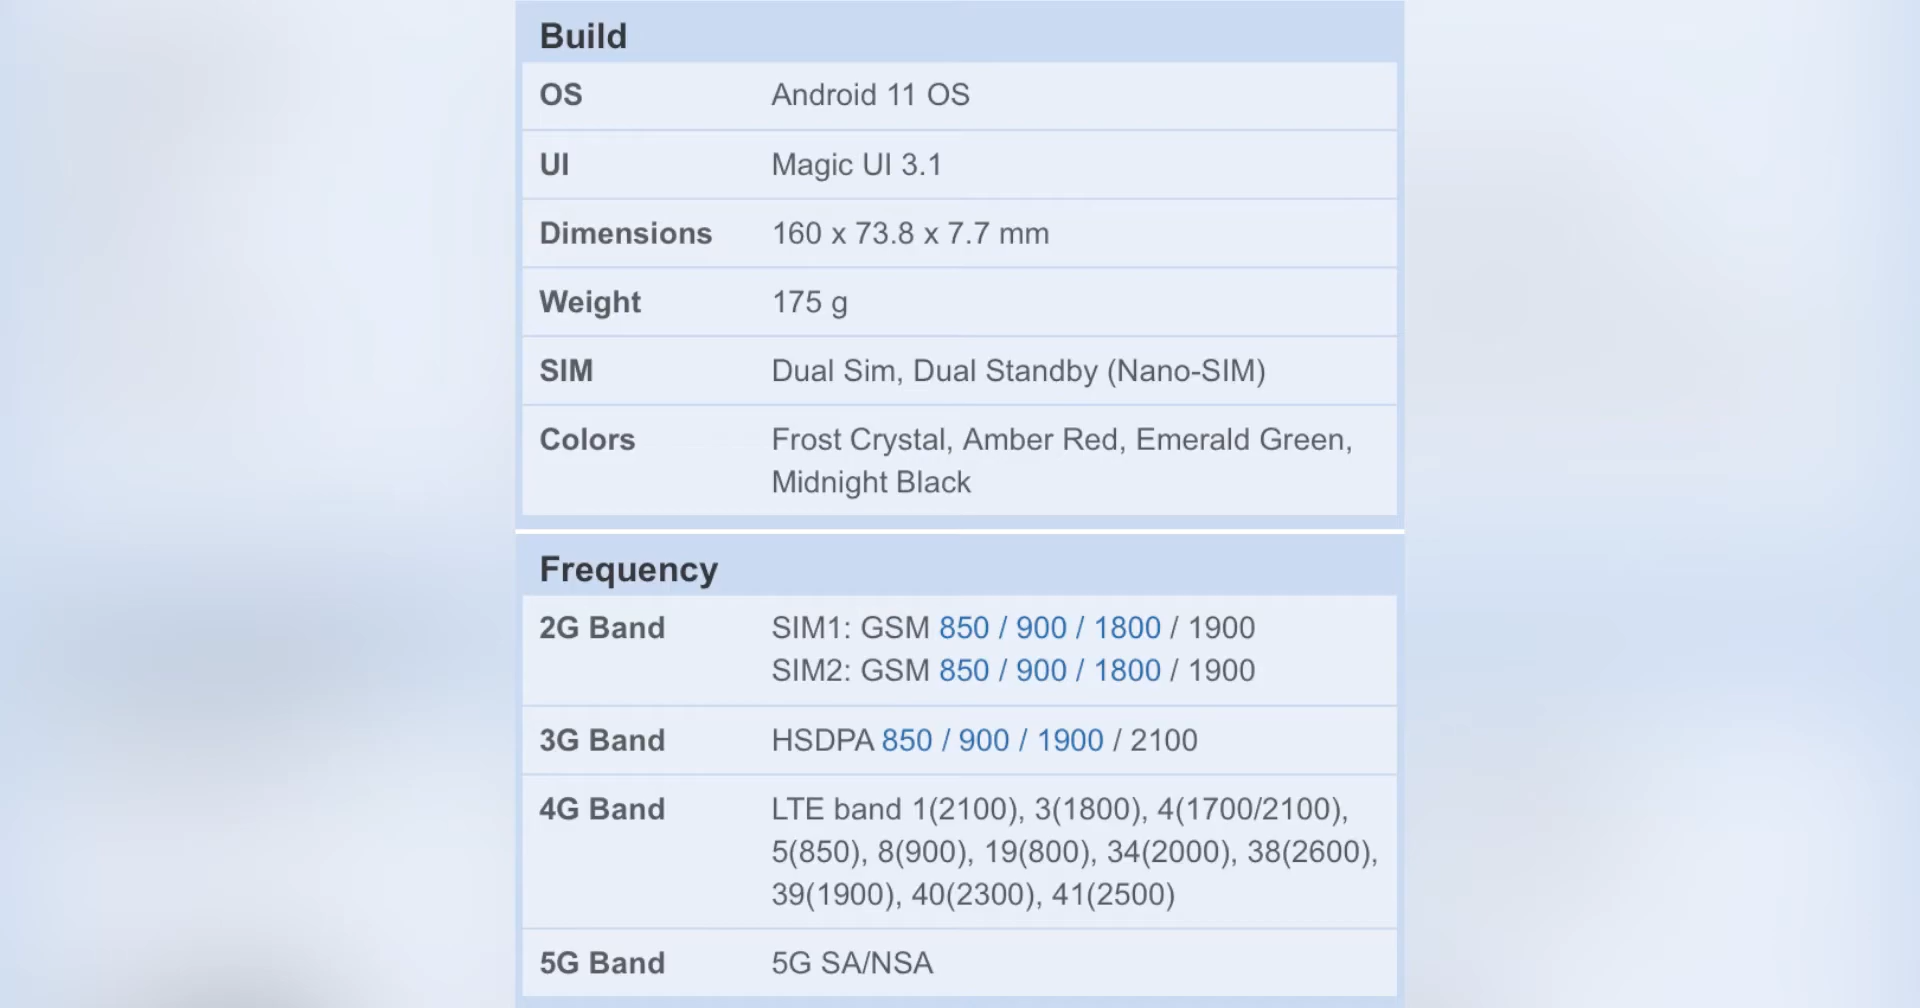 Build
OS Android 11 OS
UI Magic UI 3.1
Dimensions 160 x 73.8 x 7.7 mm
Weight 175 g
SIM Dual Sim, Dual Standby (Nano-SIM)
Colors Frost Crystal, Amber Red, Emerald Green,
Midnight Black
Frequency
2G Band SIM1: GSM 850 / 900 / 1800 / 1900
SIM2: GSM 850 / 900 / 1800 / 1900
3G Band HSDPA 850 / 900 / 1900 / 2100
4G Band LTE band 1(2100), 3(1800), 4(1700/2100),
5(850), 8(900), 19(800), 34(2000), 38(2600),
39(1900), 40(2300), 41(2500)
5G Band 5G SA/NSA